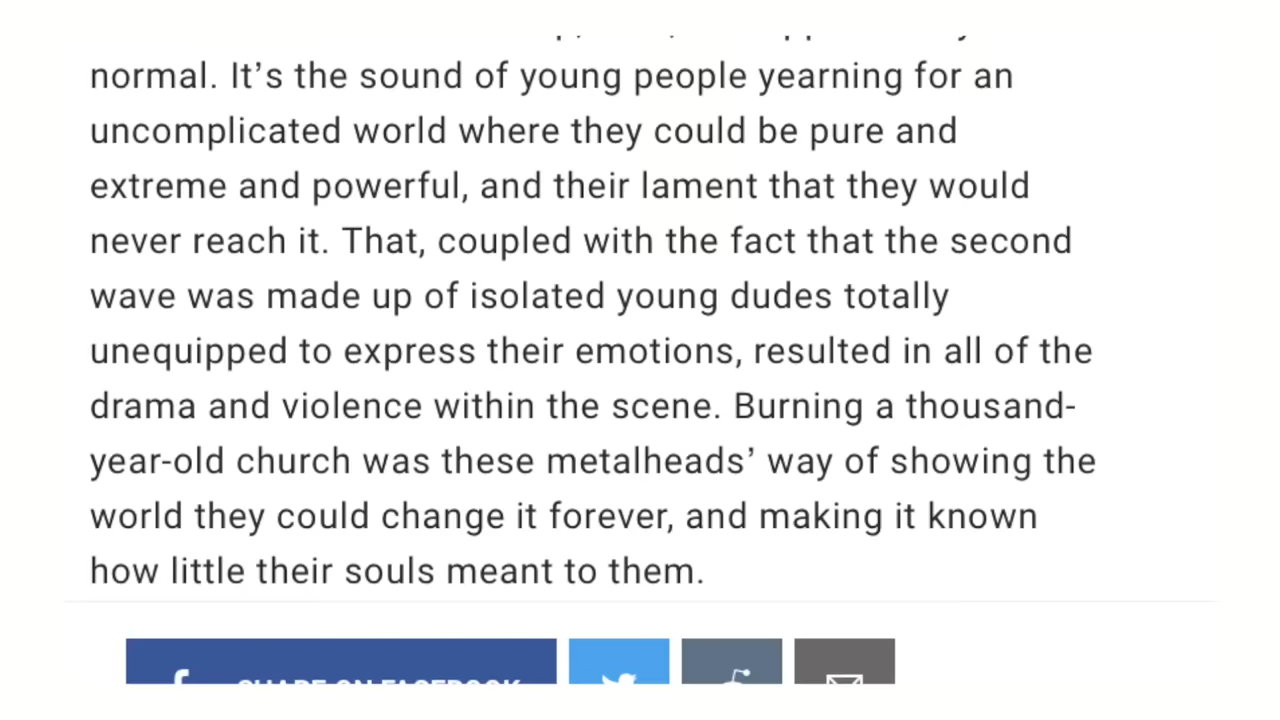 normal. It’s the sound of young people yearning for an
uncomplicated world where they could be pure and
extreme and powerful, and their lament that they would
never reach it. That, coupled with the fact that the second
wave was made up of isolated young dudes totally
unequipped to express their emotions, resulted in all of the
drama and violence within the scene. Burning a thousand-
year-old church was these metalheads’ way of showing the
world they could change it forever, and making it known
how little their souls meant to them.
SHARE ON FACEBOOK